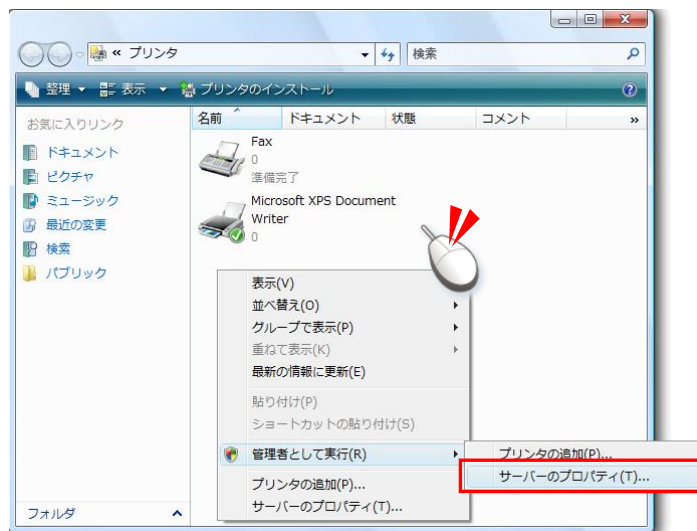 « プリンタ
検索
整理 表示 プリンタのインストール
お気に入りリンク
ドキュメント
ピクチャ
ミュージック
最近の変更
検索
パブリック
フォルダ
名前 ドキュメント 状態 コメント »
Fax
0
準備完了
Microsoft XPS Document
Writer
0
表示(V)
並べ替え(O)
グループで表示(P)
重ねて表示(K)
最新の情報に更新(E)
貼り付け(P)
ショートカットの貼り付け(S)
管理者として実行(R)
プリンタの追加(P)...
サーバーのプロパティ(T)...
プリンタの追加(P)...
サーバーのプロパティ(T)...